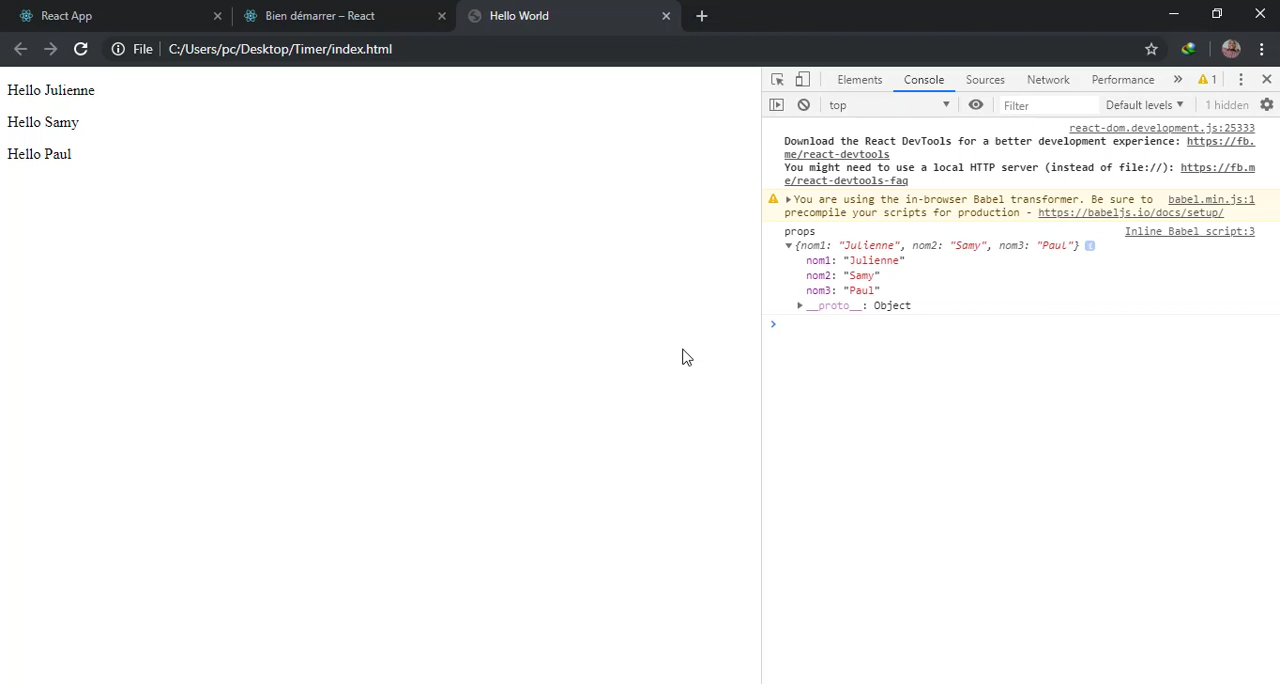 React App
Bien démarrer – React
Hello World
File
C:/Users/pc/Desktop/Timer/index.html
Hello Julienne
Hello Samy
Hello Paul
Elements
Console
Sources
Network
Performance
1
top
Filter
Default levels
1 hidden
react-dom.development.js:25333
Download the React DevTools for a better development experience: https://fb.
me/react-devtools
You might need to use a local HTTP server (instead of file://): https://fb.m
e/react-devtools-faq
You are using the in-browser Babel transformer. Be sure to babel.min.js:1
precompile your scripts for production - https://babeljs.io/docs/setup/
props Inline Babel script:3
{nom1: "Julienne", nom2: "Samy", nom3: "Paul"}
nom1: "Julienne"
nom2: "Samy"
nom3: "Paul"
__proto__: Object